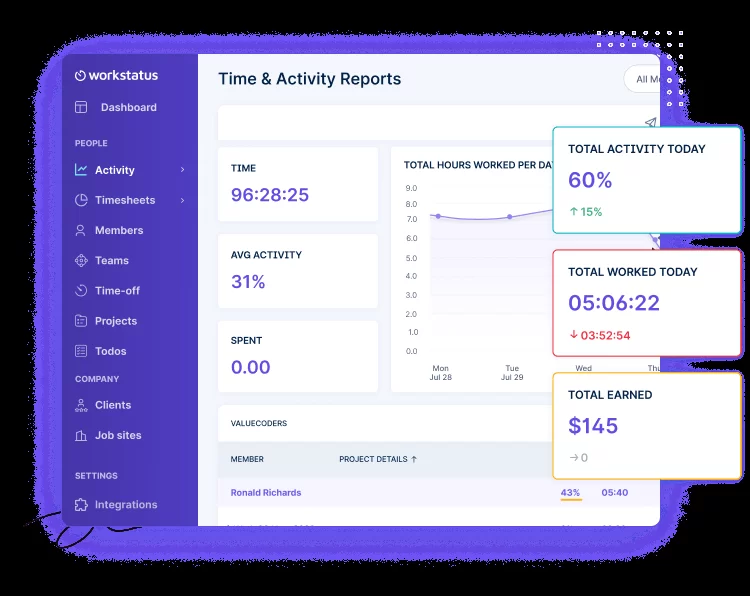 workstatus
Dashboard
PEOPLE
Activity
Timesheets
Members
Teams
Time-off
Projects
Todos
COMPANY
Clients
Job sites
SETTINGS
Integrations
Time & Activity Reports
All M
TIME
96:28:25
AVG ACTIVITY
31%
SPENT
0.00
TOTAL HOURS WORKED PER DA
9.0
8.0
7.0
6.0
5.0
4.0
3.0
2.0
1.0
0.0
Mon
Jul 28
Tue
Jul 29
Wed
Thu
TOTAL ACTIVITY TODAY
60%
↑ 15%
TOTAL WORKED TODAY
05:06:22
↓ 03:52:54
TOTAL EARNED
$145
→ 0
VALUECODERS
MEMBER PROJECT DETAILS ↑
Ronald Richards 43% 05:40